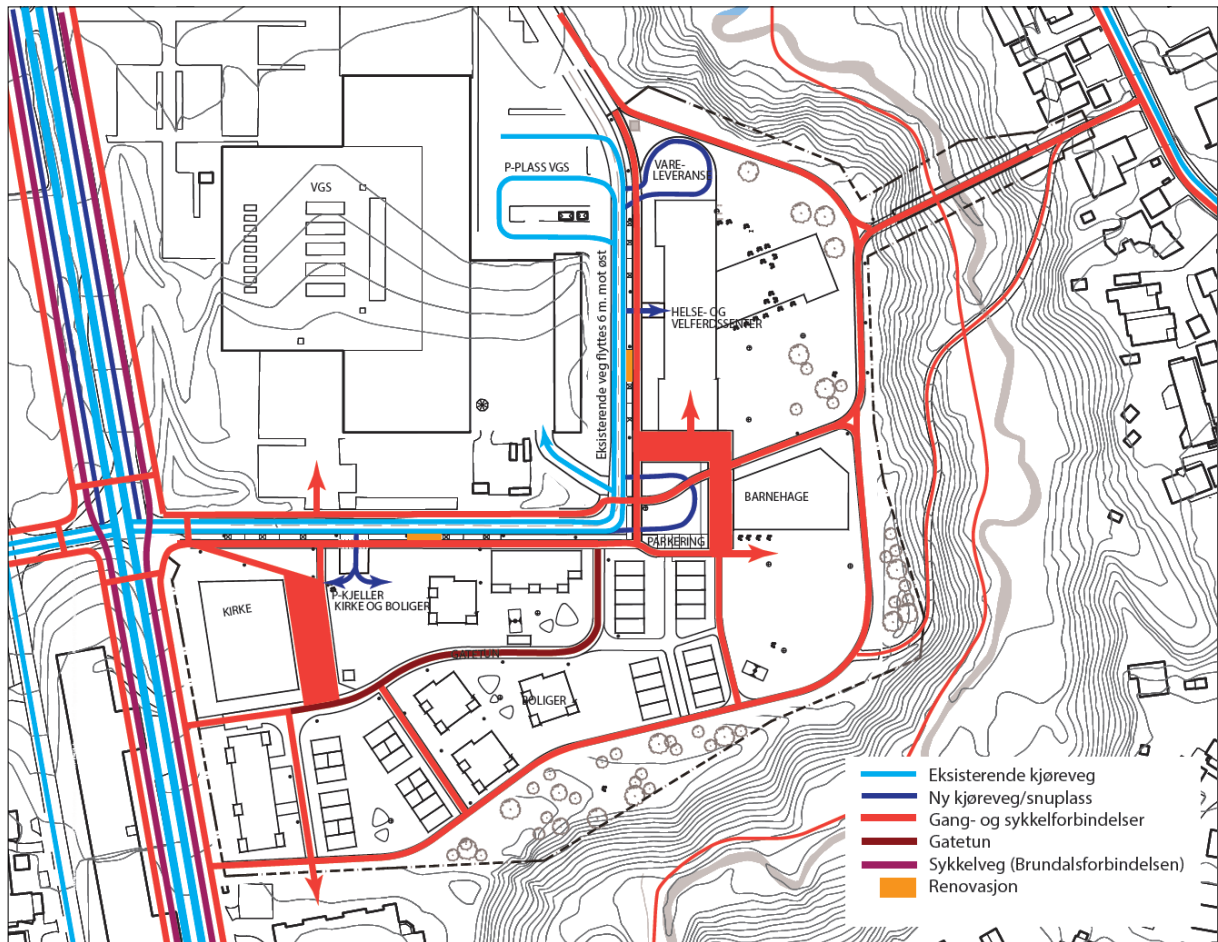 P-PLASS VGS
VARE-
LEVERANSE
VGS
Eksisterende veg flyttes 6 m. mot øst
HELSE- OG
VELFERDSSENTER
BARNEHAGE
PARKERING
P-KJELLER
KIRKE OG BOLIGER
KIRKE
GATETUN
BOLIGER
Eksisterende kjøreveg
Ny kjøreveg/snuplass
Gang- og sykkelforbindelser
Gatetun
Sykkelveg (Brundalsforbindelsen)
Renovasjon